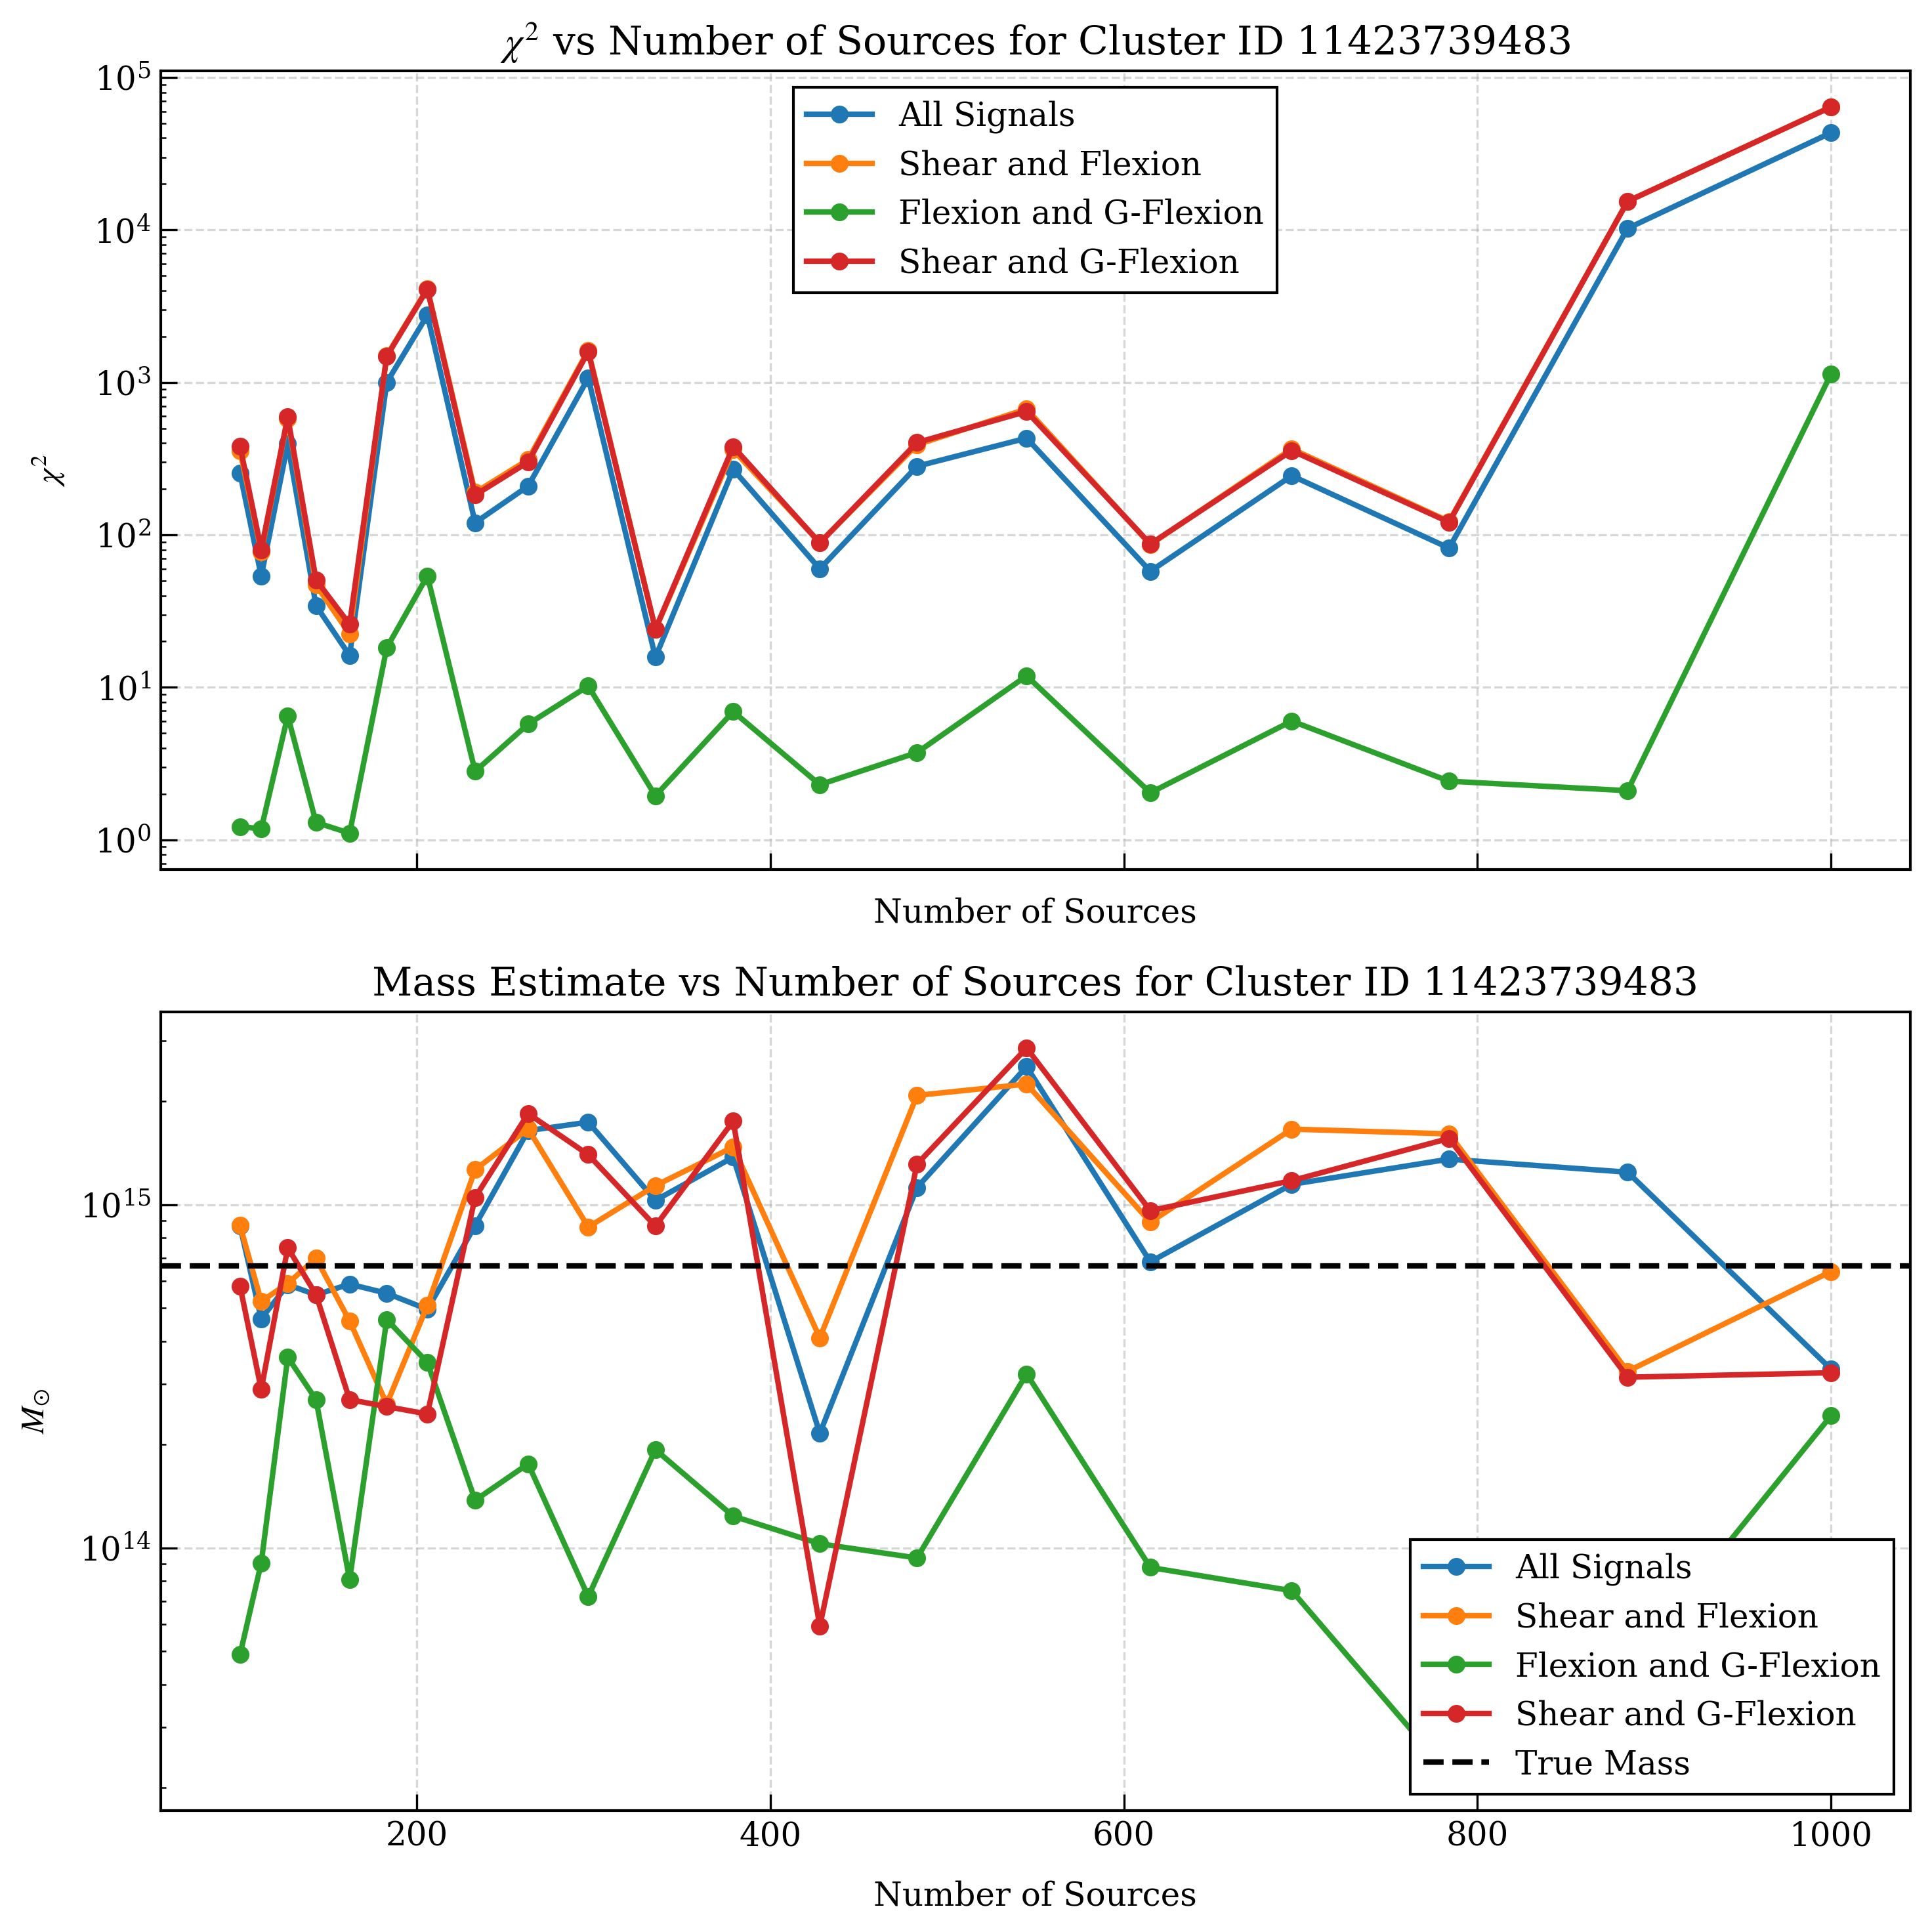 χ² vs Number of Sources for Cluster ID 11423739483
10⁵
10⁴
10³
10²
10¹
10⁰
χ²
All Signals
Shear and Flexion
Flexion and G-Flexion
Shear and G-Flexion
Number of Sources
Mass Estimate vs Number of Sources for Cluster ID 11423739483
10¹⁵
10¹⁴
M⊙
All Signals
Shear and Flexion
Flexion and G-Flexion
Shear and G-Flexion
True Mass
200 400 600 800 1000
Number of Sources